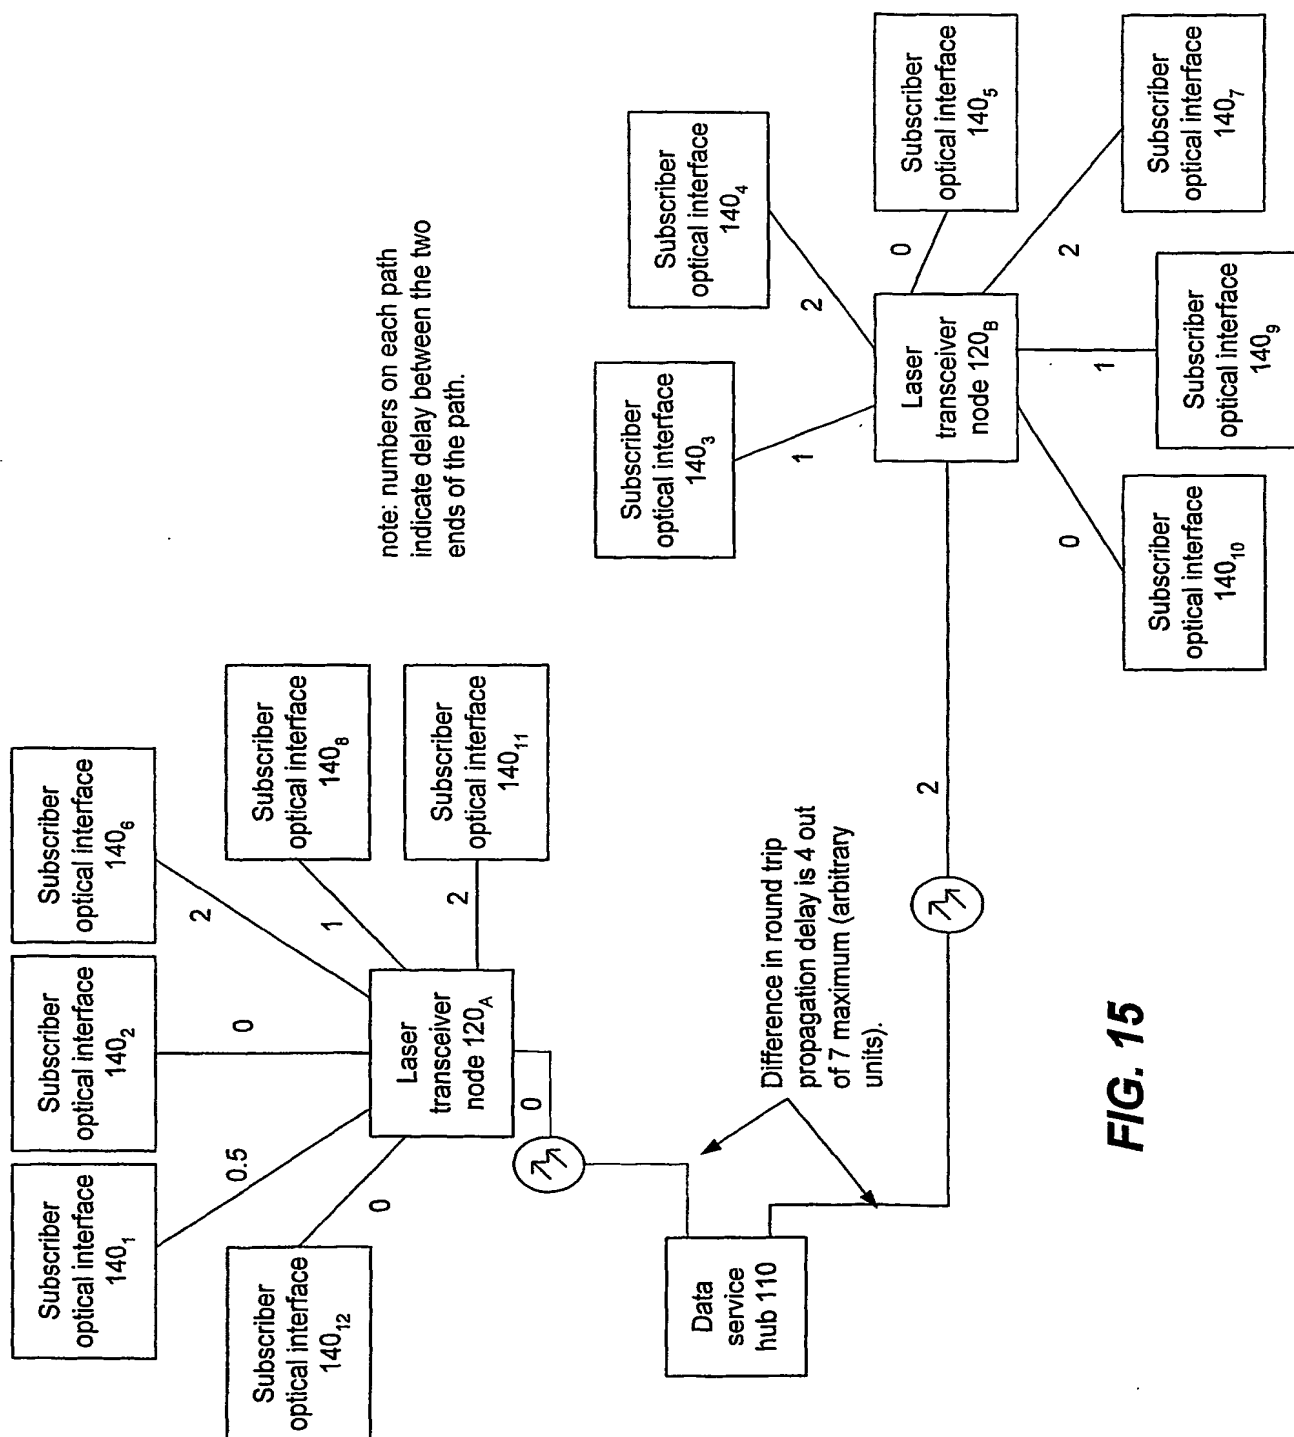 Subscriber
optical interface
140₁
Subscriber
optical interface
140₂
Subscriber
optical interface
140₆
Subscriber
optical interface
140₁₂
Subscriber
optical interface
140₈
Subscriber
optical interface
140₁₁
0.5
0
2
0
1
2
Laser
transceiver
node 120A
0
note: numbers on each path
indicate delay between the two
ends of the path.
Data
service
hub 110
Difference in round trip
propagation delay is 4 out
of 7 maximum (arbitrary
units).
2
Subscriber
optical interface
140₃
Subscriber
optical interface
140₄
Subscriber
optical interface
140₅
1
2
0
Laser
transceiver
node 120B
0
1
2
Subscriber
optical interface
140₁₀
Subscriber
optical interface
140₉
Subscriber
optical interface
140₇
FIG. 15